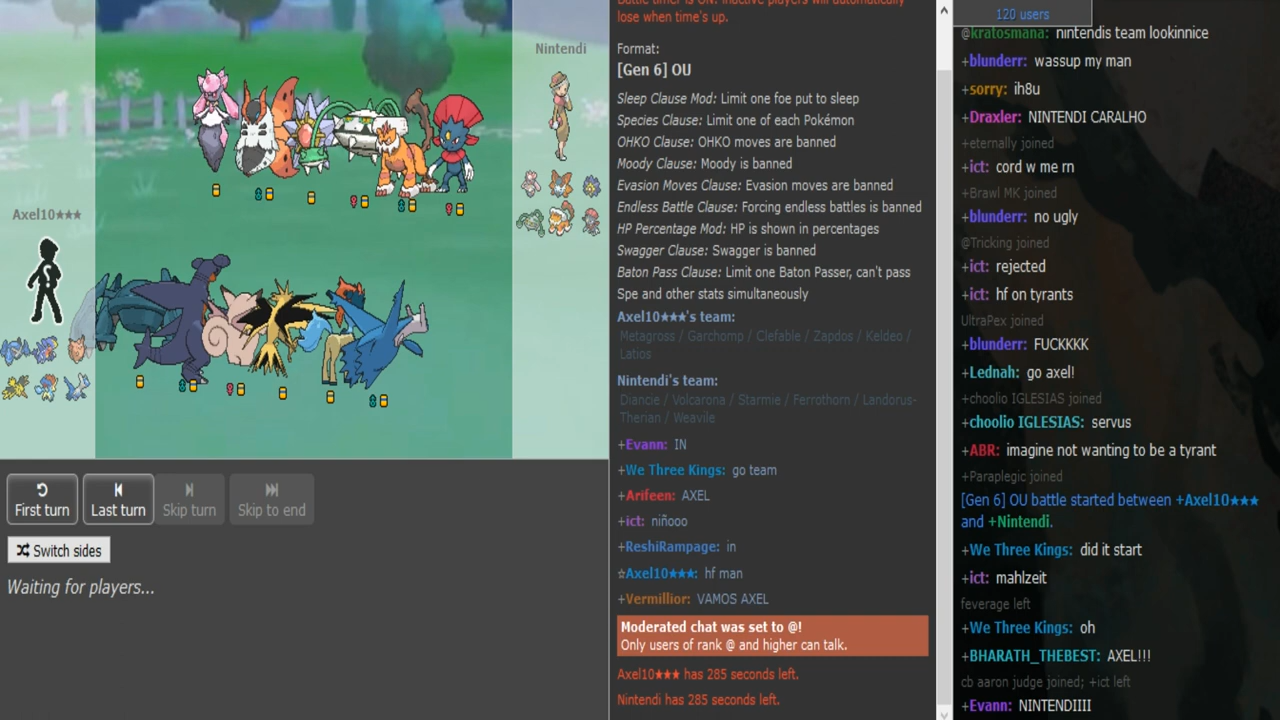 Nintendi
Axel10★★★
First turn
Last turn
Skip turn
Skip to end
Switch sides
Waiting for players...
lose when time's up.
Format:
[Gen 6] OU
Sleep Clause Mod: Limit one foe put to sleep
Species Clause: Limit one of each Pokémon
OHKO Clause: OHKO moves are banned
Moody Clause: Moody is banned
Evasion Moves Clause: Evasion moves are banned
Endless Battle Clause: Forcing endless battles is banned
HP Percentage Mod: HP is shown in percentages
Swagger Clause: Swagger is banned
Baton Pass Clause: Limit one Baton Passer, can't pass
Spe and other stats simultaneously
Axel10★★★'s team:
Metagross / Garchomp / Clefable / Zapdos / Keldeo /
Latios
Nintendi's team:
Diancie / Volcarona / Starmie / Ferrothorn / Landorus-
Therian / Weavile
+Evann: IN
+We Three Kings: go team
+Arifeen: AXEL
+ict: niñooo
+ReshiRampage: in
☆Axel10★★★: hf man
+Vermillior: VAMOS AXEL
Moderated chat was set to @!
Only users of rank @ and higher can talk.
Axel10★★★ has 285 seconds left.
Nintendi has 285 seconds left.
120 users
@kratosmana: nintendis team lookinnice
+blunderr: wassup my man
+sorry: ih8u
+Draxler: NINTENDI CARALHO
+eternally joined
+ict: cord w me rn
+Brawl MK joined
+blunderr: no ugly
@Tricking joined
+ict: rejected
+ict: hf on tyrants
UltraPex joined
+blunderr: FUCKKKK
+Lednah: go axel!
+choolio IGLESIAS joined
+choolio IGLESIAS: servus
+ABR: imagine not wanting to be a tyrant
+Paraplegic joined
[Gen 6] OU battle started between +Axel10★★★
and +Nintendi.
+We Three Kings: did it start
+ict: mahlzeit
feverage left
+We Three Kings: oh
+BHARATH_THEBEST: AXEL!!!
cb aaron judge joined; +ict left
+Evann: NINTENDIIII